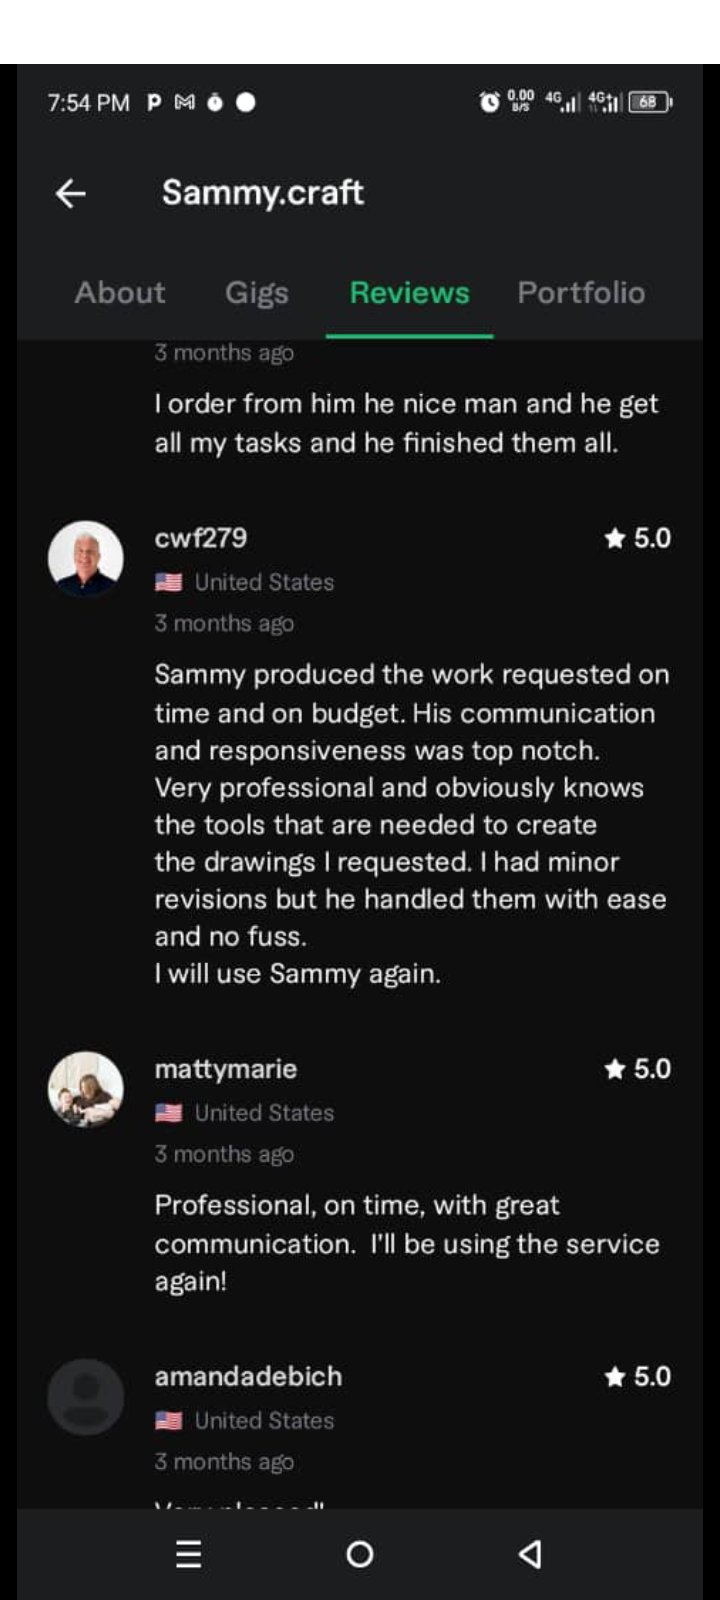 7:54 PM P M 0.00 B/S 4G 4G+ 68
Sammy.craft
About Gigs Reviews Portfolio
3 months ago
I order from him he nice man and he get
all my tasks and he finished them all.
cwf279 ★ 5.0
United States
3 months ago
Sammy produced the work requested on
time and on budget. His communication
and responsiveness was top notch.
Very professional and obviously knows
the tools that are needed to create
the drawings I requested. I had minor
revisions but he handled them with ease
and no fuss.
I will use Sammy again.
mattymarie ★ 5.0
United States
3 months ago
Professional, on time, with great
communication.  I'll be using the service
again!
amandadebich ★ 5.0
United States
3 months ago